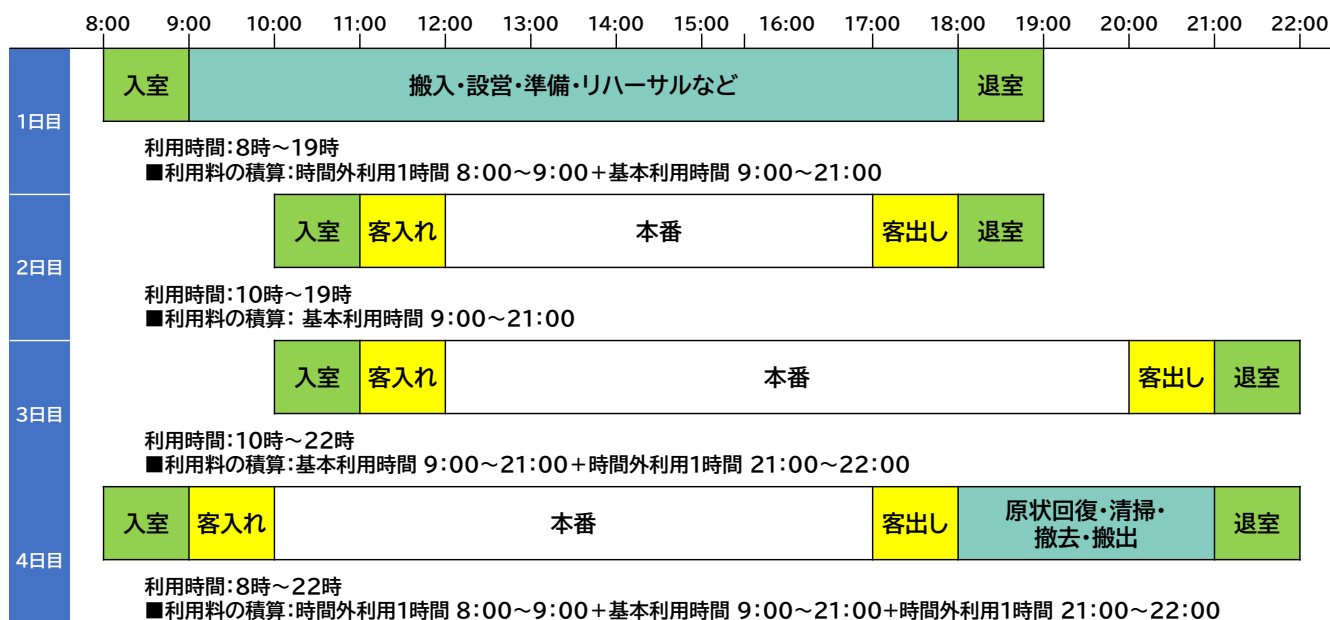 8:00 9:00 10:00 11:00 12:00 13:00 14:00 15:00 16:00 17:00 18:00 19:00 20:00 21:00 22:00
1日目
入室 搬入・設営・準備・リハーサルなど 退室
利用時間:8時～19時
■利用料の積算:時間外利用1時間 8:00～9:00+基本利用時間 9:00～21:00
2日目
入室 客入れ 本番 客出し 退室
利用時間:10時～19時
■利用料の積算: 基本利用時間 9:00～21:00
3日目
入室 客入れ 本番 客出し 退室
利用時間:10時～22時
■利用料の積算:基本利用時間 9:00～21:00+時間外利用1時間 21:00～22:00
4日目
入室 客入れ 本番 客出し 原状回復・清掃・
撤去・搬出 退室
利用時間:8時～22時
■利用料の積算:時間外利用1時間 8:00～9:00+基本利用時間 9:00～21:00+時間外利用1時間 21:00～22:00